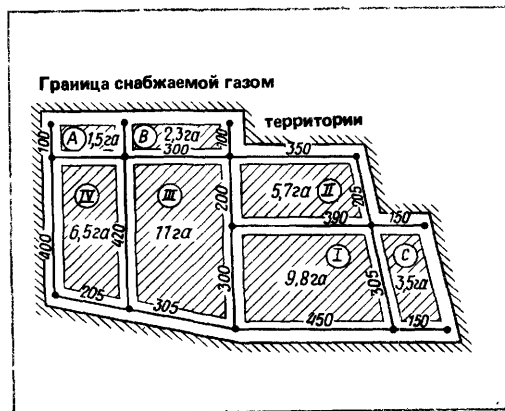 Граница снабжаемой газом
территории
100 А 1,5га В 2,3га 100
300 350
IV III 200 5,7га II 205
6,5га 420 11га 390 150
400 300 I С
9,8га 305 3,5га
205 305 450 150